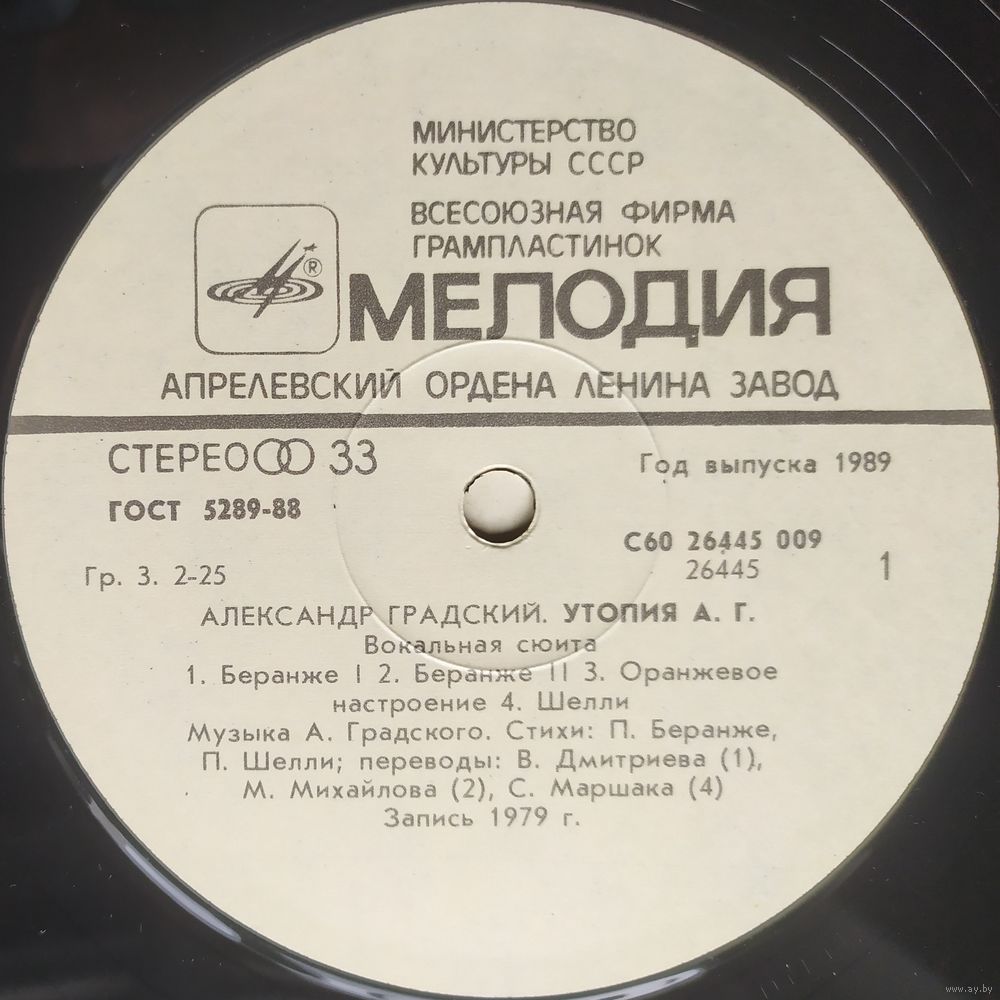 МИНИСТЕРСТВО
КУЛЬТУРЫ СССР
ВСЕСОЮЗНАЯ ФИРМА
ГРАМПЛАСТИНОК
®
МЕЛОДИЯ
АПРЕЛЕВСКИЙ ОРДЕНА ЛЕНИНА ЗАВОД
СТЕРЕО 33
Год выпуска 1989
ГОСТ 5289-88
С60 26445 009
Гр. 3. 2-25
26445
1
АЛЕКСАНДР ГРАДСКИЙ. УТОПИЯ А. Г.
Вокальная сюита
1. Беранже I 2. Беранже II 3. Оранжевое
настроение 4. Шелли
Музыка А. Градского. Стихи: П. Беранже,
П. Шелли; переводы: В. Дмитриева (1),
М. Михайлова (2), С. Маршака (4)
Запись 1979 г.
www.ay.by